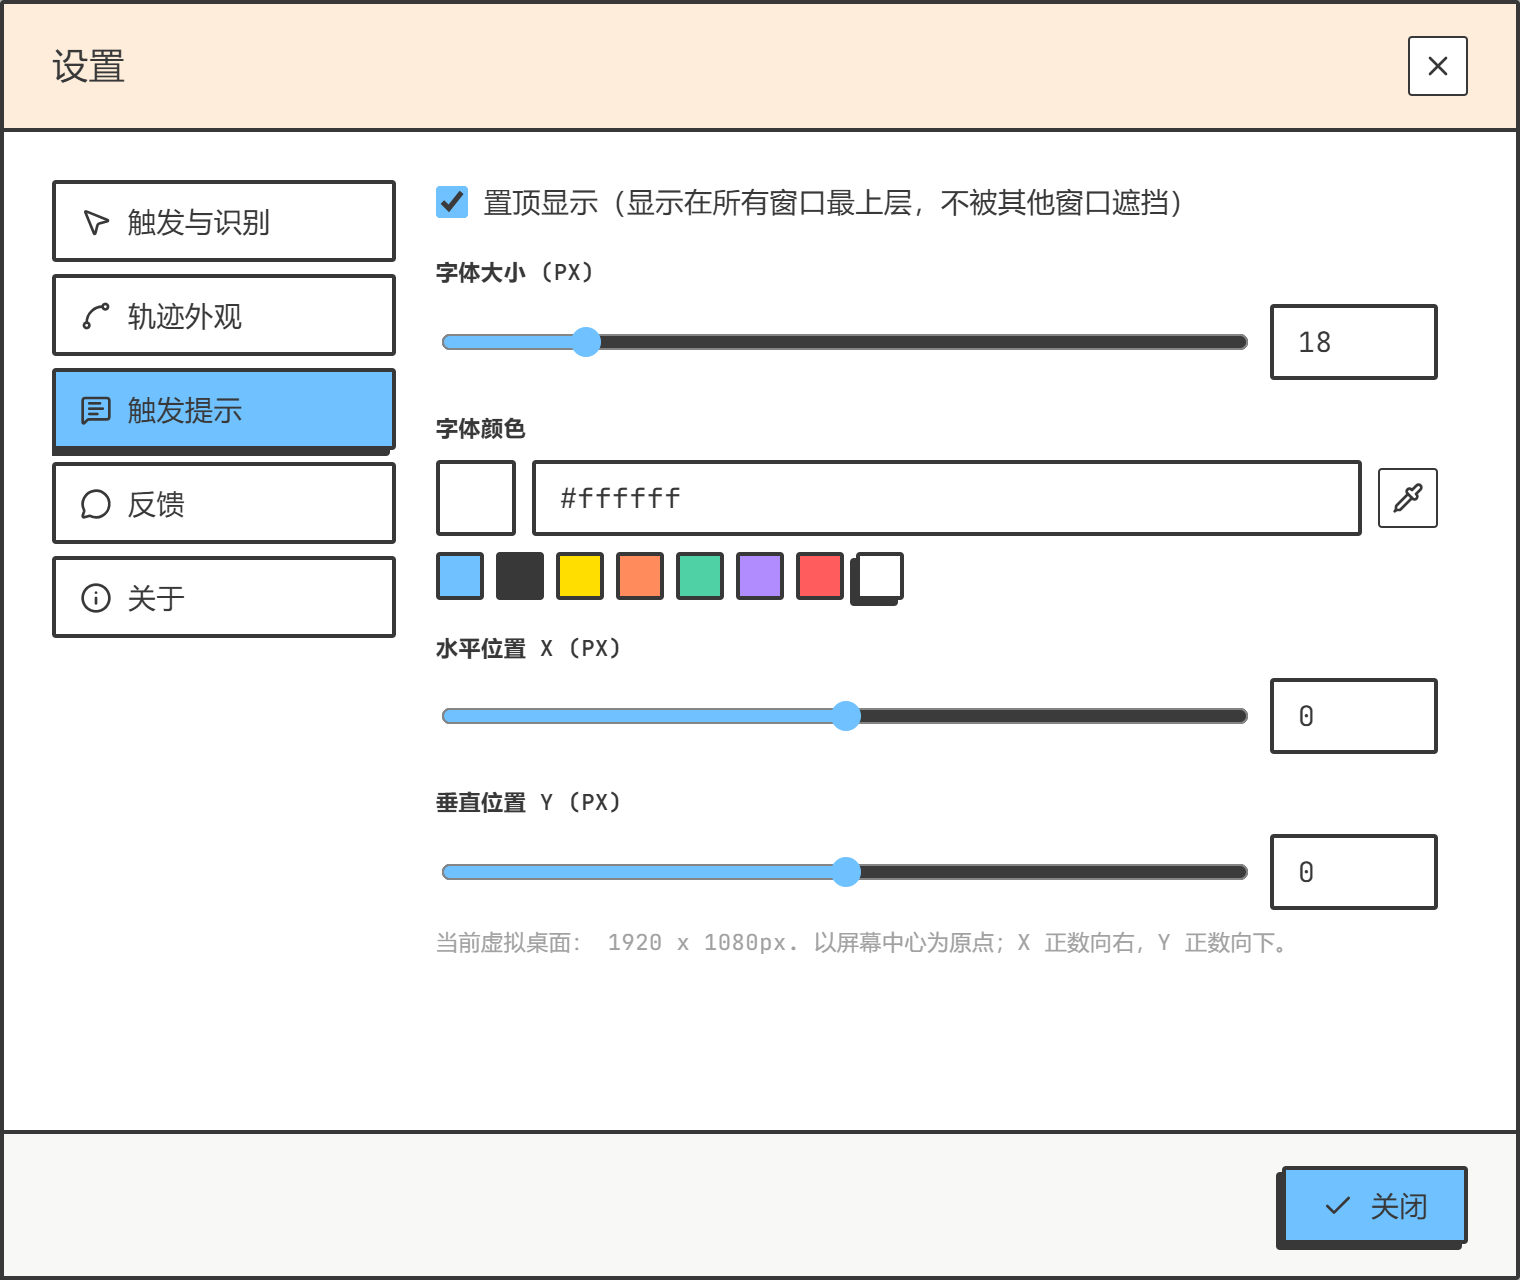 设置
触发与识别
轨迹外观
触发提示
反馈
关于
置顶显示（显示在所有窗口最上层，不被其他窗口遮挡）
字体大小 (PX)
18
字体颜色
#ffffff
水平位置 X (PX)
0
垂直位置 Y (PX)
0
当前虚拟桌面： 1920 x 1080px. 以屏幕中心为原点；X 正数向右，Y 正数向下。
关闭